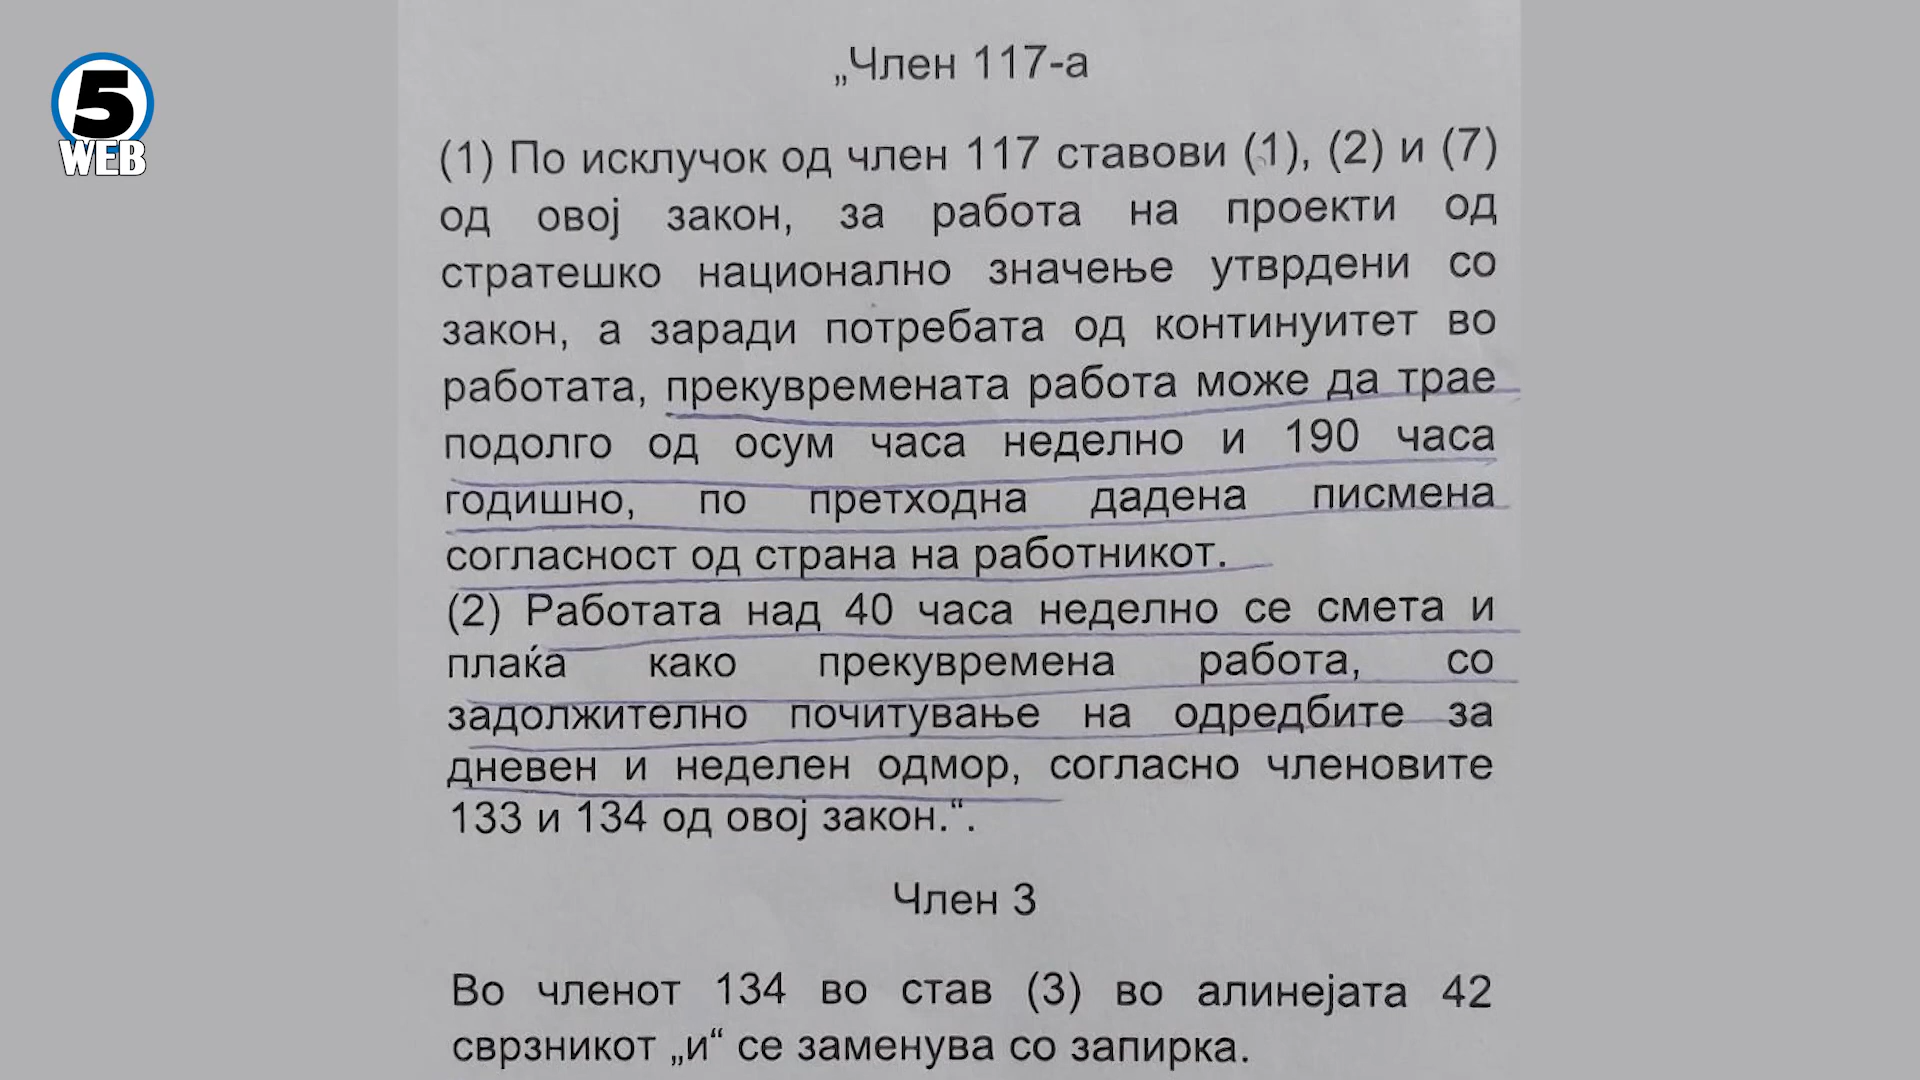 5
WEB
„Член 117-а
(1) По исклучок од член 117 ставови (1), (2) и (7)
од овој закон, за работа на проекти од
стратешко национално значење утврдени со
закон, а заради потребата од континуитет во
работата, прекувремената работа може да трае
подолго од осум часа неделно и 190 часа
годишно, по претходна дадена писмена
согласност од страна на работникот.
(2) Работата над 40 часа неделно се смета и
плаќа како прекувремена работа, со
задолжително почитување на одредбите за
дневен и неделен одмор, согласно членовите
133 и 134 од овој закон.“.
Член 3
Во членот 134 во став (3) во алинејата 42
сврзникот „и“ се заменува со запирка.